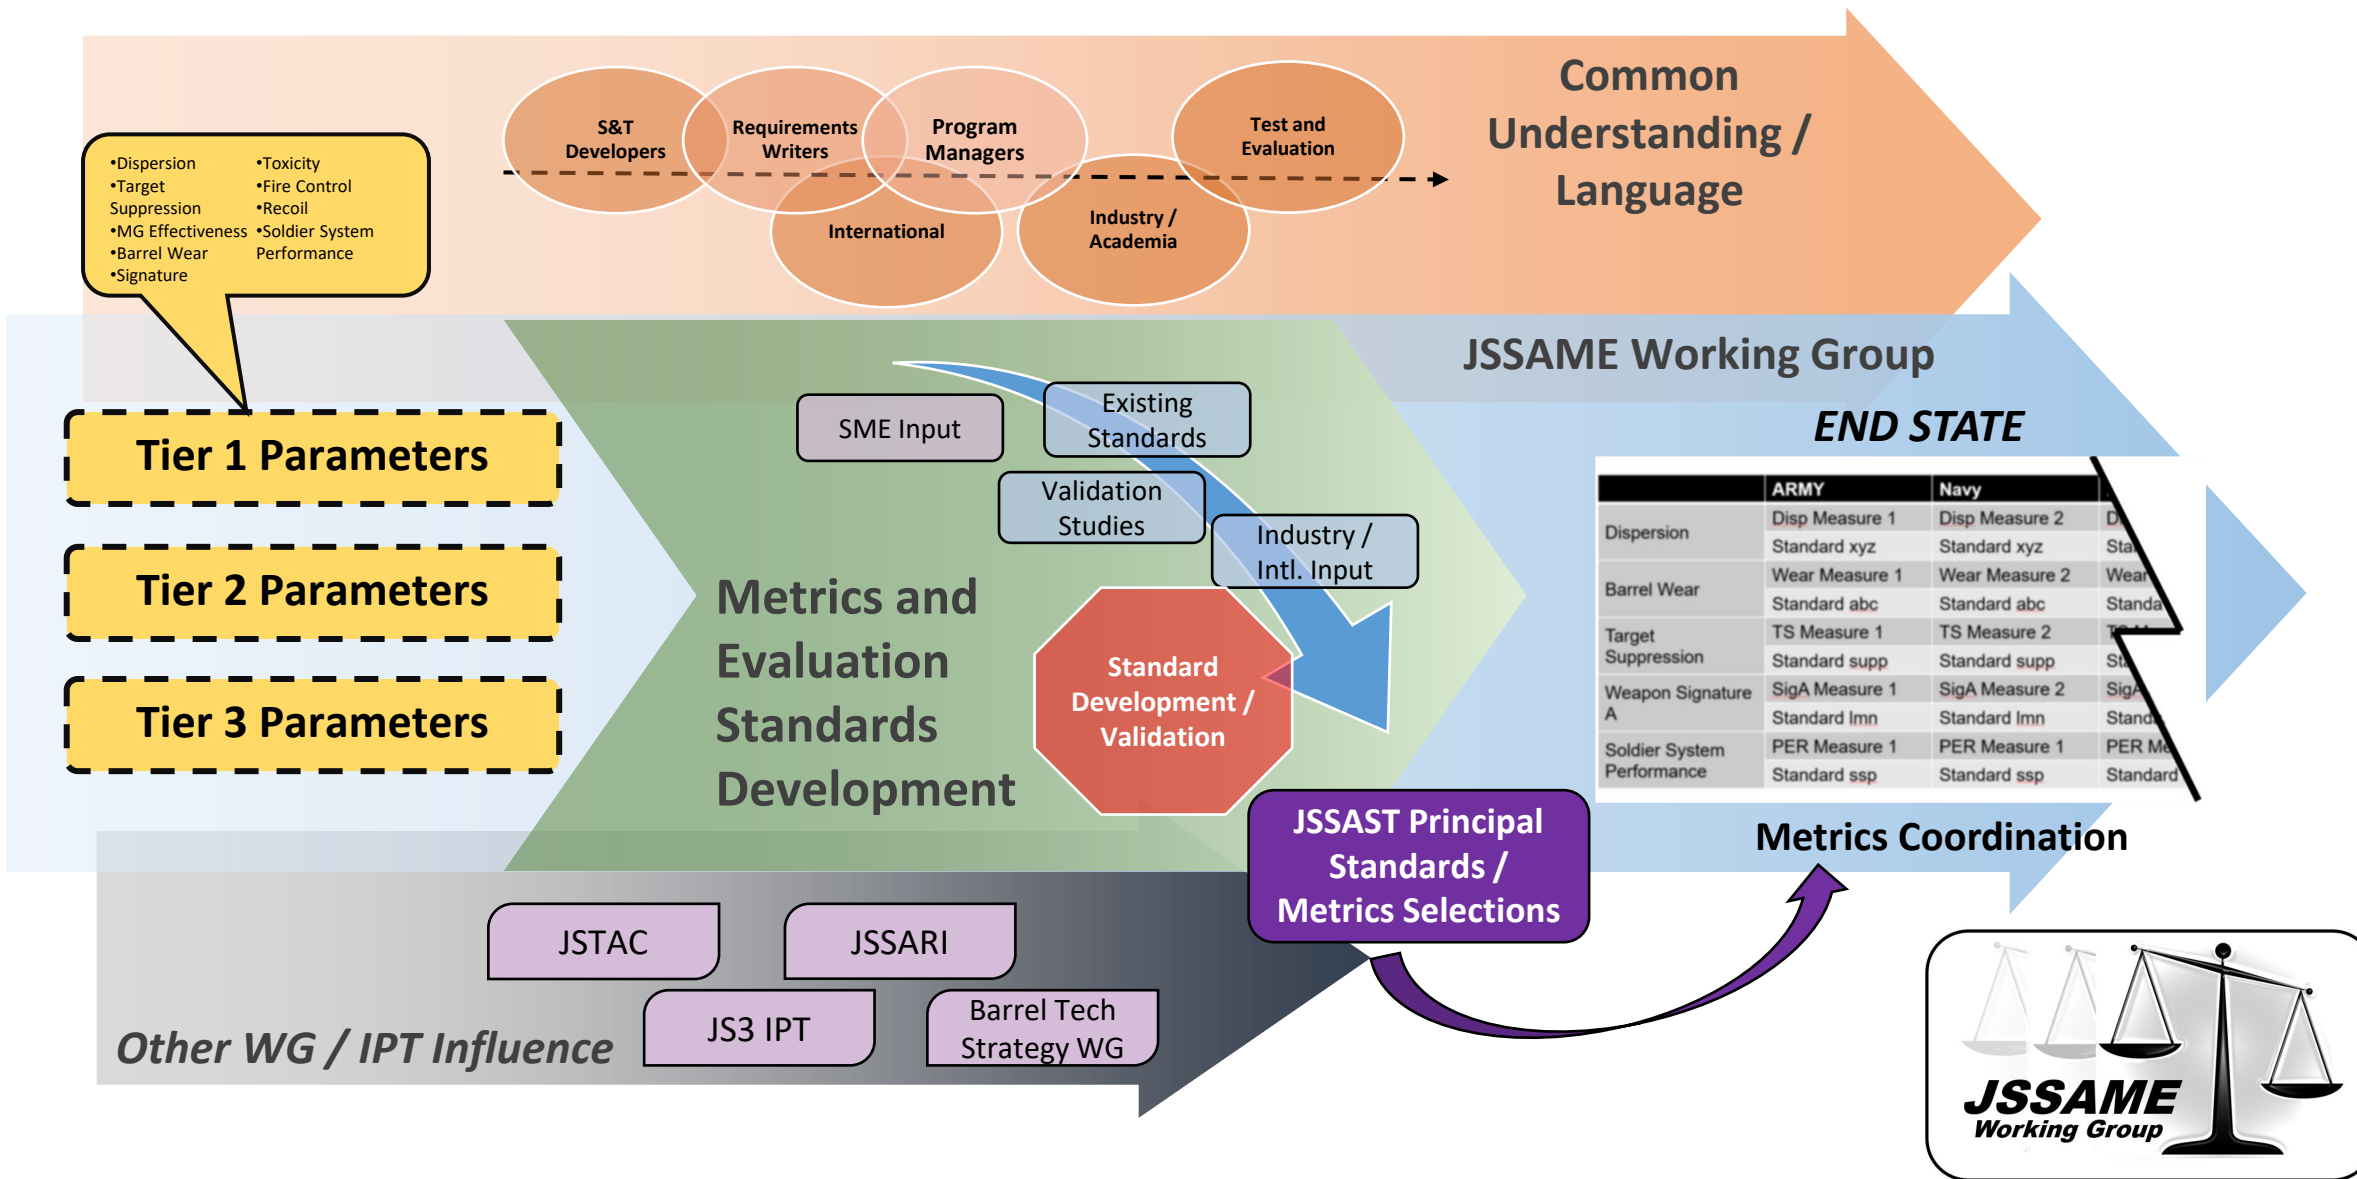 S&T
Developers
Requirements
Writers
Program
Managers
Test and
Evaluation
International
Industry /
Academia
Common
Understanding /
Language
•Dispersion
•Target
Suppression
•MG Effectiveness
•Barrel Wear
•Signature
•Toxicity
•Fire Control
•Recoil
•Soldier System
Performance
JSSAME Working Group
Tier 1 Parameters
Tier 2 Parameters
Tier 3 Parameters
SME Input
Existing
Standards
Validation
Studies
Industry /
Intl. Input
Metrics and
Evaluation
Standards
Development
Standard
Development /
Validation
END STATE
ARMY Navy
Dispersion
Disp Measure 1 Disp Measure 2
Standard xyz Standard xyz
Barrel Wear
Wear Measure 1 Wear Measure 2 Wear
Standard abc Standard abc
Target
Suppression
TS Measure 1 TS Measure 2
Standard supp Standard supp
Weapon Signature
A
SigA Measure 1 SigA Measure 2
Standard lmn Standard lmn
Soldier System
Performance
PER Measure 1 PER Measure 1 PER
Standard ssp Standard ssp Standard
JSSAST Principal
Standards /
Metrics Selections
Metrics Coordination
JSTAC
JSSARI
JS3 IPT
Barrel Tech
Strategy WG
Other WG / IPT Influence
JSSAME
Working Group